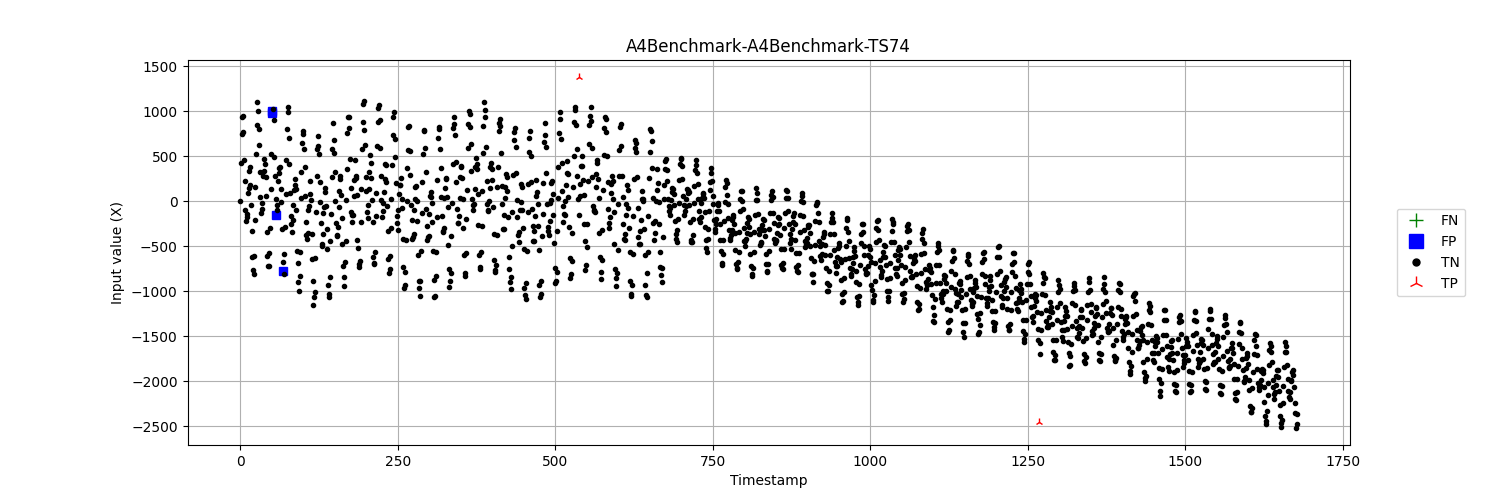 A4Benchmark-A4Benchmark-TS74
1500
1000
500
0
−500
−1000
−1500
−2000
−2500
Input value (X)
0 250 500 750 1000 1250 1500 1750
Timestamp
FN
FP
TN
TP